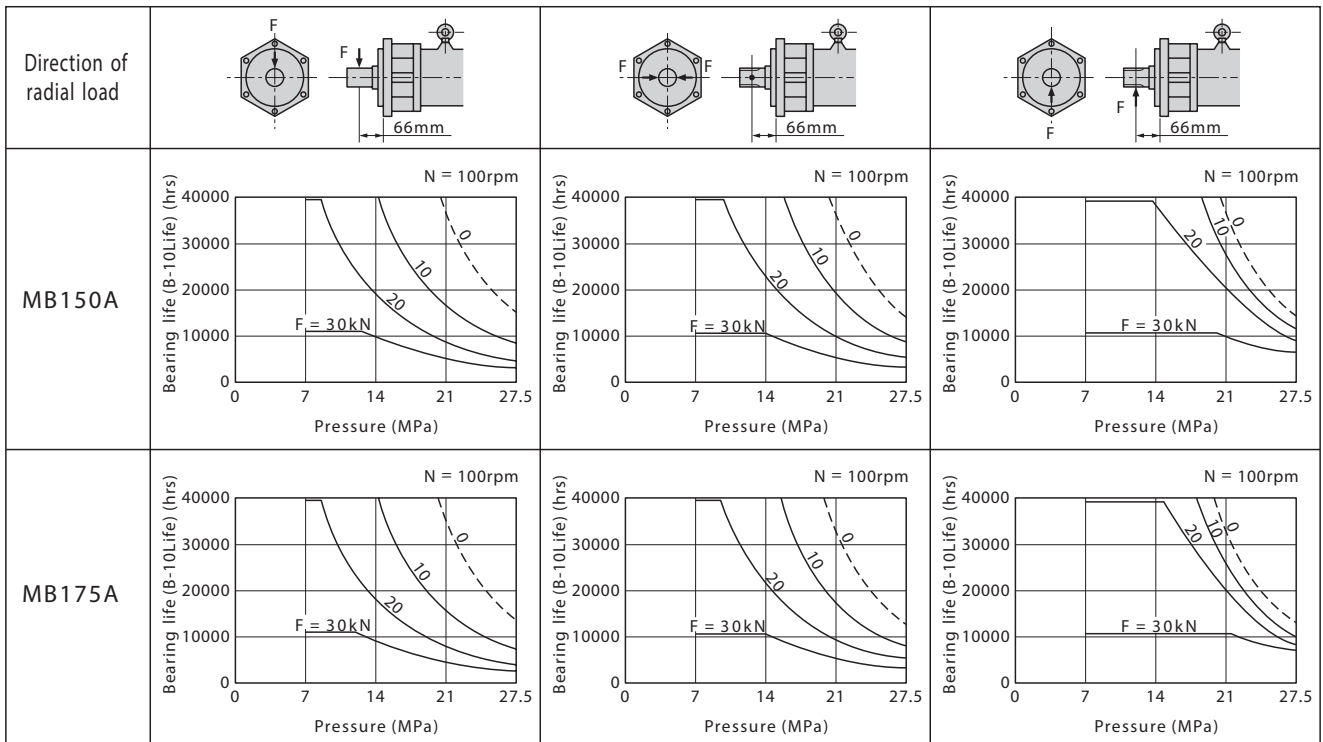 Direction of
radial load
F
F
66mm
F
F
66mm
F
F
66mm
MB150A
N = 100rpm
Bearing life (B-10Life) (hrs)
40000
30000
20000
10000
0
0
10
20
F = 30kN
0
7
14
21
27.5
Pressure (MPa)
N = 100rpm
Bearing life (B-10Life) (hrs)
40000
30000
20000
10000
0
0
10
20
F = 30kN
0
7
14
21
27.5
Pressure (MPa)
N = 100rpm
Bearing life (B-10Life) (hrs)
40000
30000
20000
10000
0
0
10
20
F = 30kN
0
7
14
21
27.5
Pressure (MPa)
MB175A
N = 100rpm
Bearing life (B-10Life) (hrs)
40000
30000
20000
10000
0
0
10
20
F = 30kN
0
7
14
21
27.5
Pressure (MPa)
N = 100rpm
Bearing life (B-10Life) (hrs)
40000
30000
20000
10000
0
0
10
20
F = 30kN
0
7
14
21
27.5
Pressure (MPa)
N = 100rpm
Bearing life (B-10Life) (hrs)
40000
30000
20000
10000
0
0
10
20
F = 30kN
0
7
14
21
27.5
Pressure (MPa)